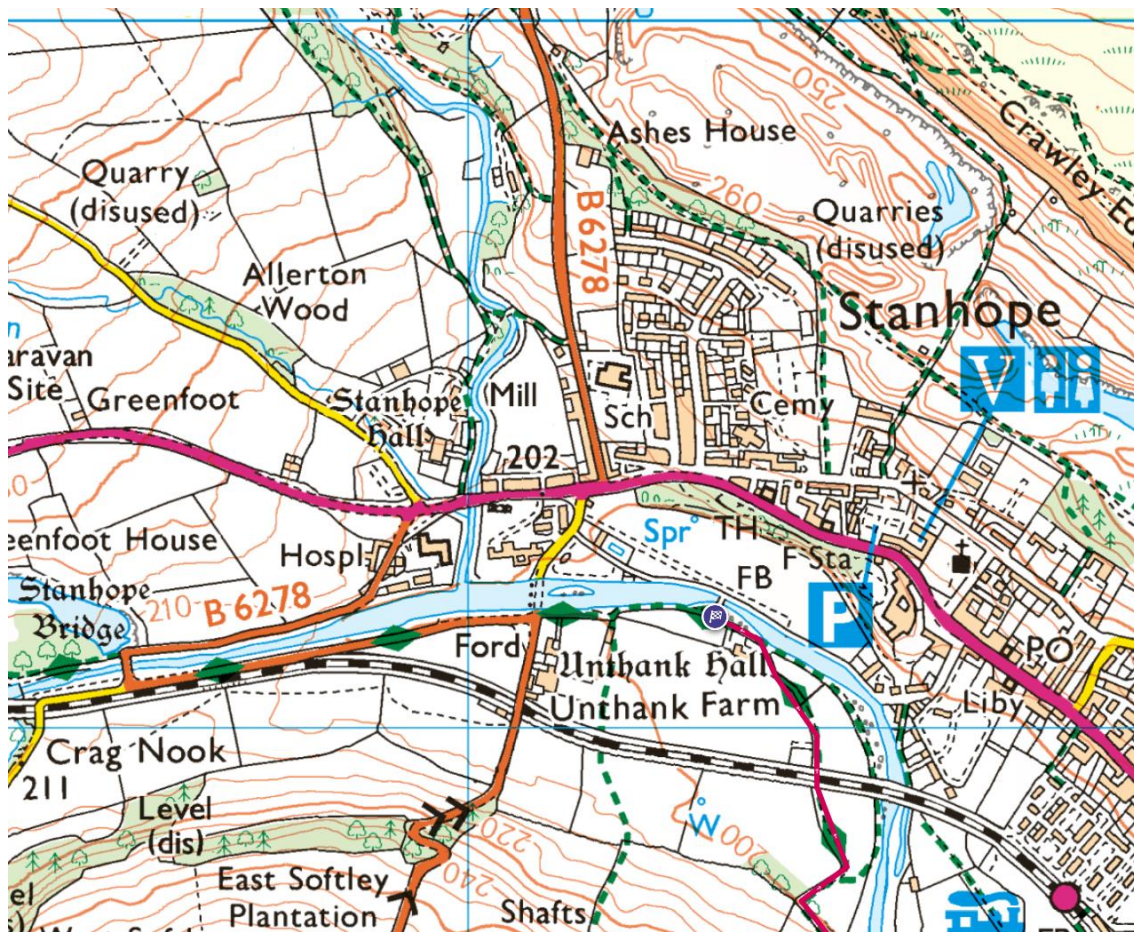 Ashes House
Crawley
Quarry
(disused)
B 6278
250
260
Quarries
(disused)
Allerton
Wood
Stanhope
V
aravan
Site
Greenfoot
Stanhope
Hall
Mill
Sch
Cemy
202
eenfoot House
Hospl
Spr
TH
F Sta
FB
P
Stanhope
Bridge
210
B 6278
Ford
Unthank Hall
Unthank Farm
PO
Liby
Crag Nook
211
Level
(dis)
W
200
220
240
East Softley
Plantation
Shafts
el